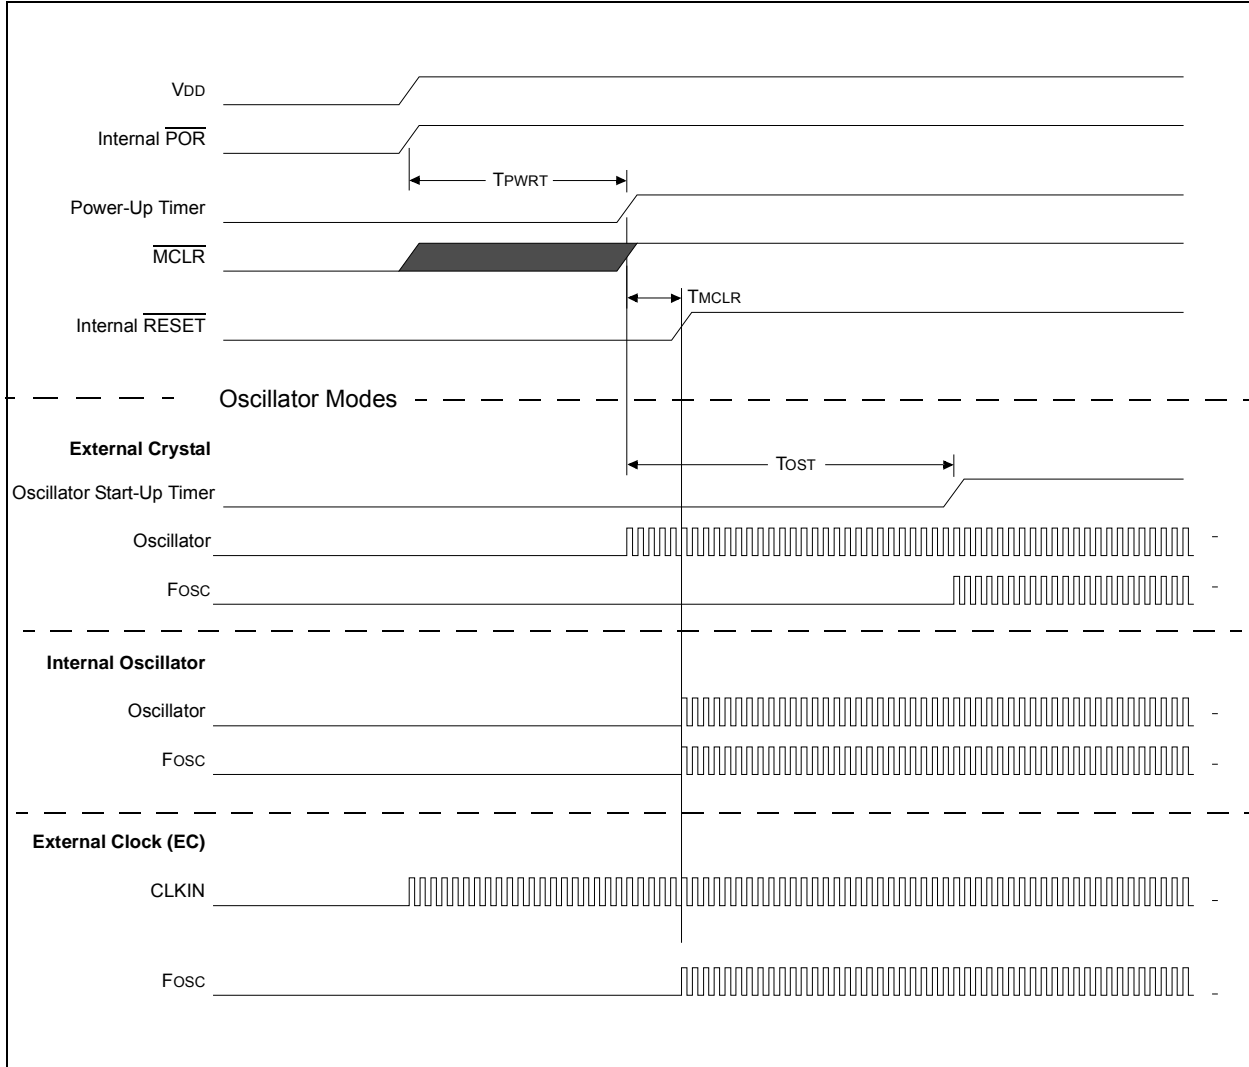 VDD
Internal POR
TPWRT
Power-Up Timer
MCLR
TMCLR
Internal RESET
Oscillator Modes
External Crystal
TOST
Oscillator Start-Up Timer
Oscillator
FOSC
Internal Oscillator
Oscillator
FOSC
External Clock (EC)
CLKIN
FOSC